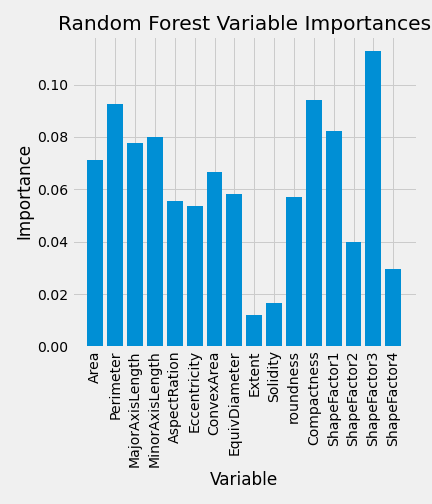 Random Forest Variable Importances
Importance
0.10
0.08
0.06
0.04
0.02
0.00
Area
Perimeter
MajorAxisLength
MinorAxisLength
AspectRation
Eccentricity
ConvexArea
EquivDiameter
Extent
Solidity
roundness
Compactness
ShapeFactor1
ShapeFactor2
ShapeFactor3
ShapeFactor4
Variable